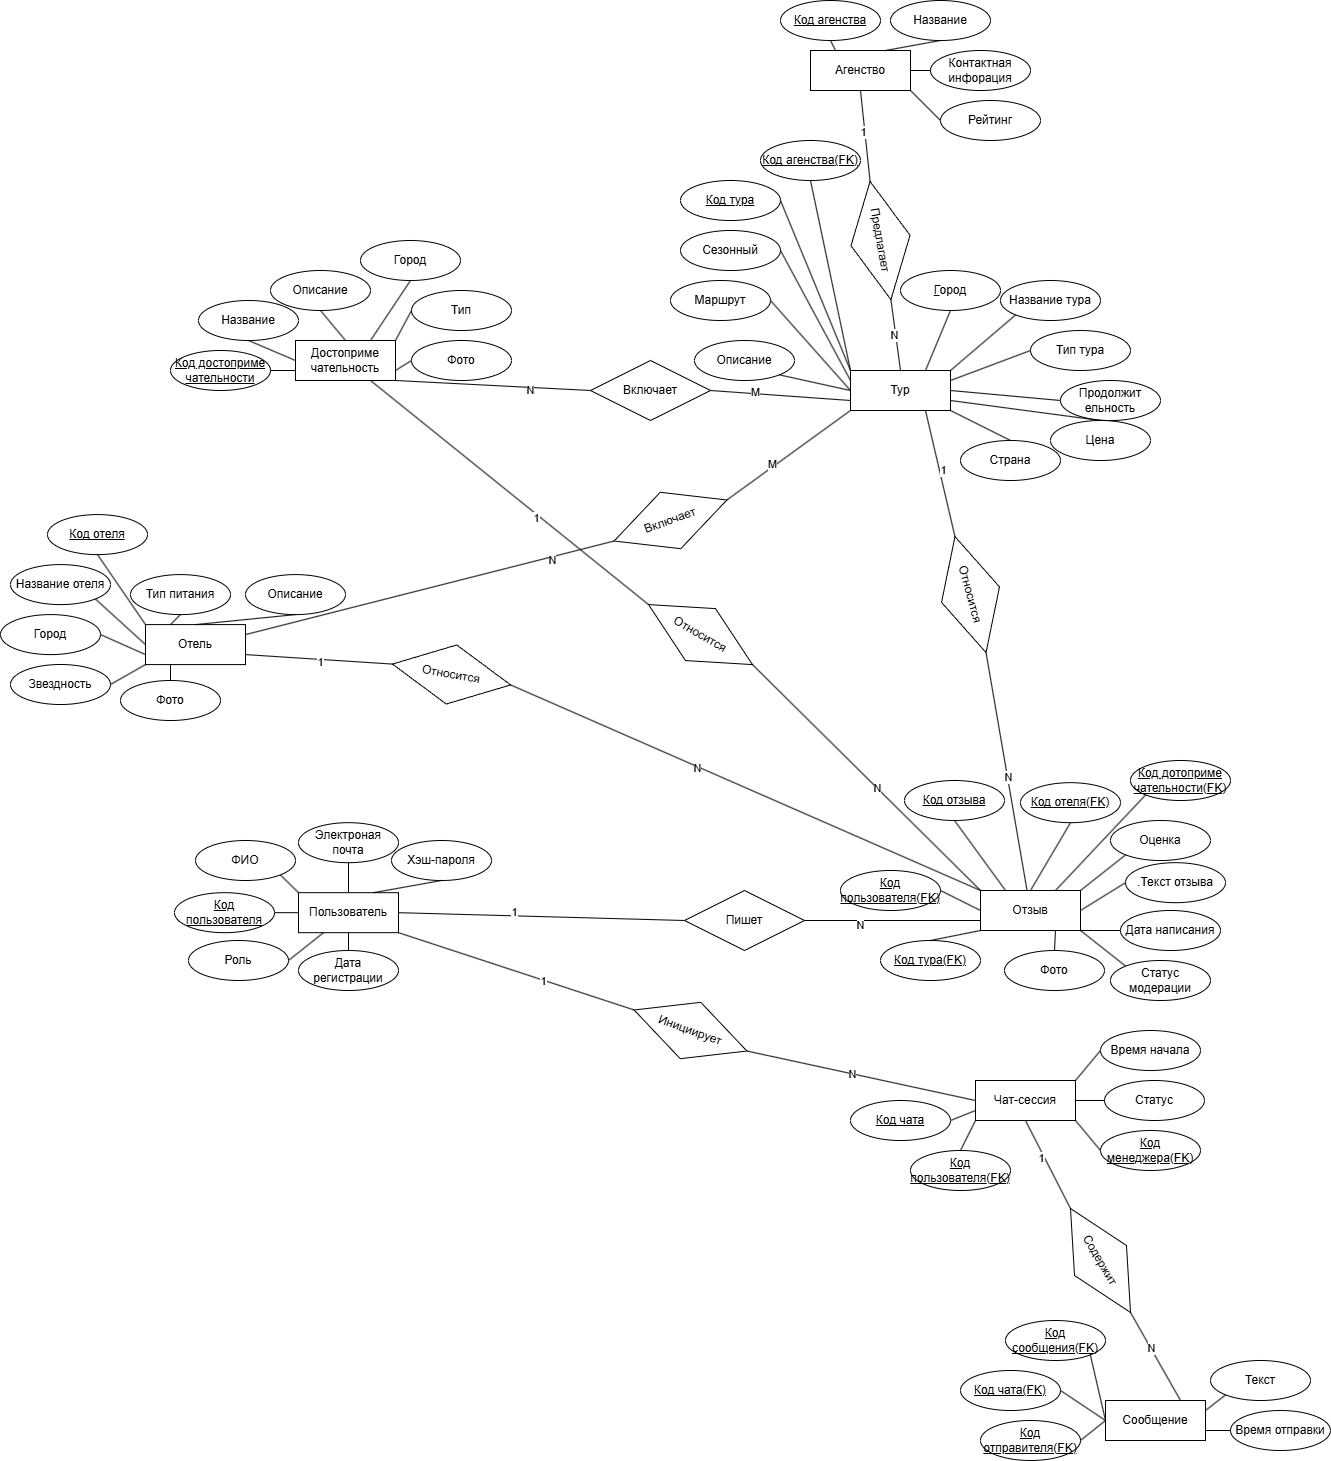 Код агенства
Название
Агенство
Контактная
инфорация
Рейтинг
1
Код агенства(FK)
Предлагает
N
Код тура
Сезонный
Маршрут
Описание
Город
Название тура
Тип тура
Продолжит
ельность
Цена
Страна
Тур
Город
Описание
Название
Код достоприме
чательности
Достоприме
чательность
Тип
Фото
N
Включает
M
M
Включает
N
1
Относится
N
1
Относится
N
Код отеля
Название отеля
Тип питания
Описание
Город
Отель
Звездность
Фото
1
Относится
N
Код отзыва
Код отеля(FK)
Код дотоприме
чательности(FK)
Оценка
.Текст отзыва
Код
пользователя(FK)
Отзыв
Дата написания
Код тура(FK)
Фото
Статус
модерации
Электроная
почта
ФИО
Хэш-пароля
Код
пользователя
Пользователь
Роль
Дата
регистрации
1
Пишет
N
1
Инициирует
N
Время начала
Чат-сессия
Статус
Код чата
Код
менеджера(FK)
Код
пользователя(FK)
1
Содержит
N
Код
сообщения(FK)
Код чата(FK)
Код
отправителя(FK)
Сообщение
Текст
Время отправки